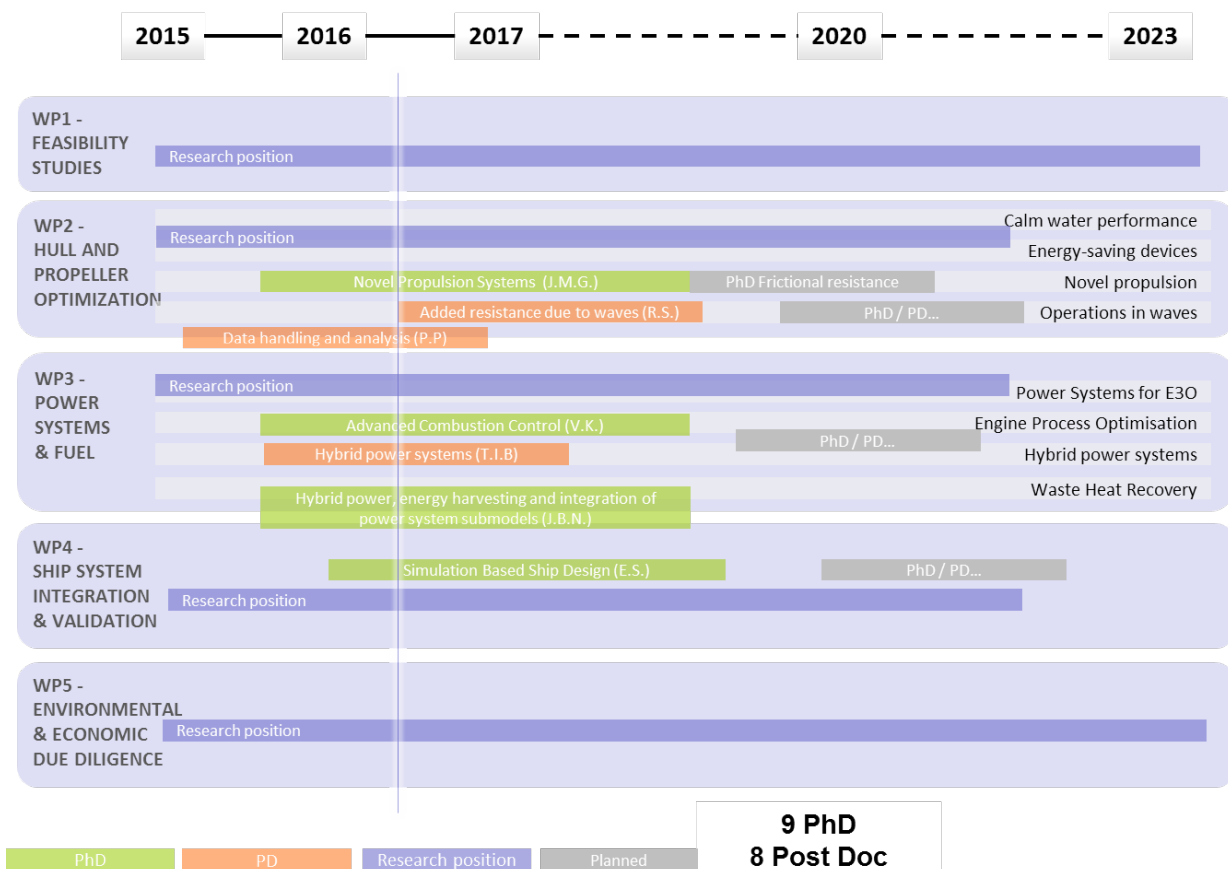 2015 2016 2017 2020 2023
WP1 -
FEASIBILITY
STUDIES
Research position
WP2 -
HULL AND
PROPELLER
OPTIMIZATION
Calm water performance
Research position
Energy-saving devices
Novel Propulsion Systems (J.M.G.) PhD Frictional resistance Novel propulsion
Added resistance due to waves (R.S.) PhD / PD... Operations in waves
Data handling and analysis (P.P)
WP3 -
POWER
SYSTEMS
& FUEL
Research position
Power Systems for E3O
Advanced Combustion Control (V.K.) Engine Process Optimisation
PhD / PD...
Hybrid power systems (T.I.B) Hybrid power systems
Waste Heat Recovery
Hybrid power, energy harvesting and integration of
power system submodels (J.B.N.)
WP4 -
SHIP SYSTEM
INTEGRATION
& VALIDATION
Simulation Based Ship Design (E.S.) PhD / PD...
Research position
WP5 -
ENVIRONMENTAL
& ECONOMIC
DUE DILIGENCE
Research position
9 PhD
8 Post Doc
PhD PD Research position Planned